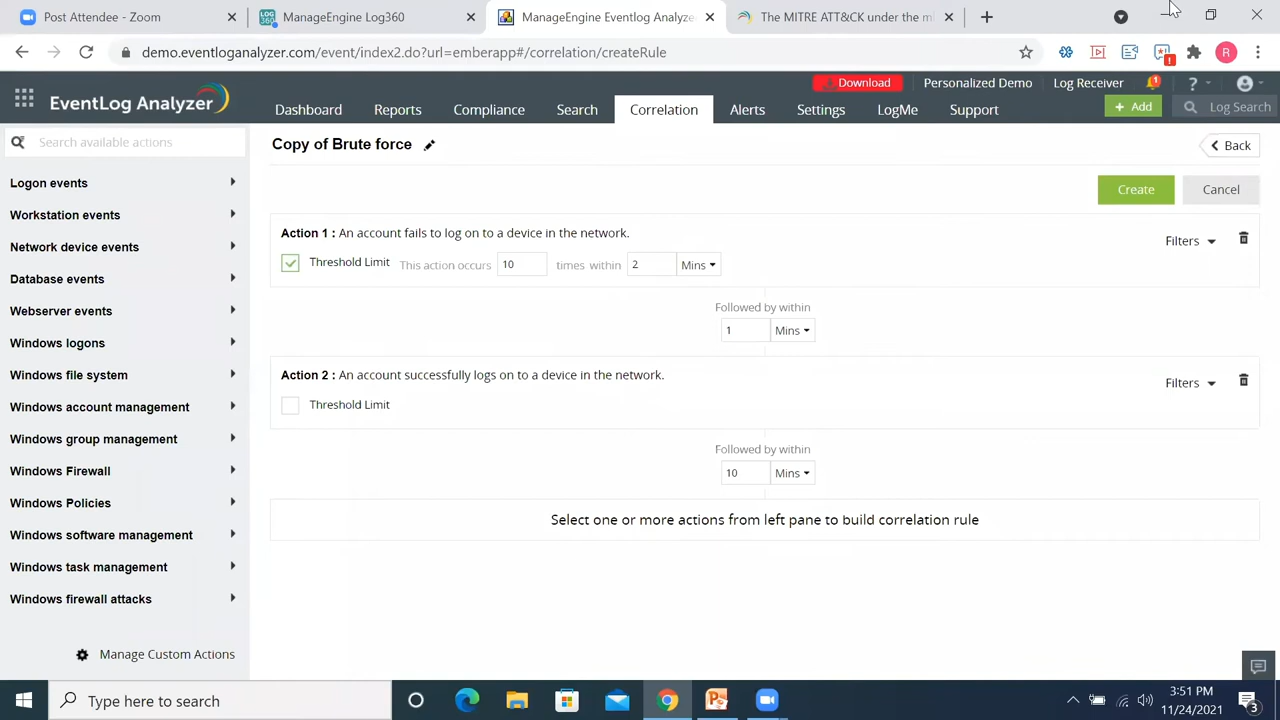 Post Attendee - Zoom
ManageEngine Log360
ManageEngine Eventlog Analyze
The MITRE ATT&CK under the mi
demo.eventloganalyzer.com/event/index2.do?url=emberapp#/correlation/createRule
R
Download
Personalized Demo
Log Receiver
1
?
LOG 360
EventLog Analyzer
Dashboard
Reports
Compliance
Search
Correlation
Alerts
Settings
LogMe
Support
+ Add
Log Search
Search available actions
Copy of Brute force
Back
Create
Cancel
Logon events
Workstation events
Network device events
Database events
Webserver events
Windows logons
Windows file system
Windows account management
Windows group management
Windows Firewall
Windows Policies
Windows software management
Windows task management
Windows firewall attacks
Manage Custom Actions
Action 1 : An account fails to log on to a device in the network.
Filters
Threshold Limit This action occurs 10 times within 2 Mins
Followed by within
1 Mins
Action 2 : An account successfully logs on to a device in the network.
Filters
Threshold Limit
Followed by within
10 Mins
Select one or more actions from left pane to build correlation rule
Type here to search
3:51 PM
11/24/2021
3